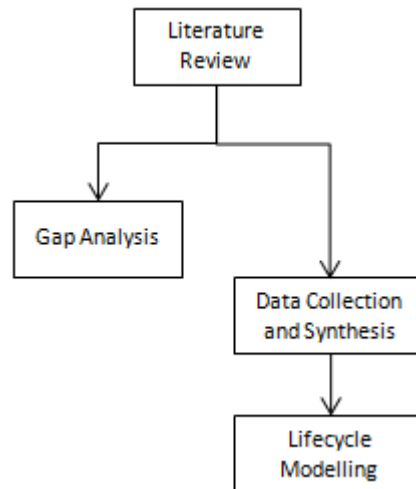 Literature
Review
Gap Analysis
Data Collection
and Synthesis
Lifecycle
Modelling